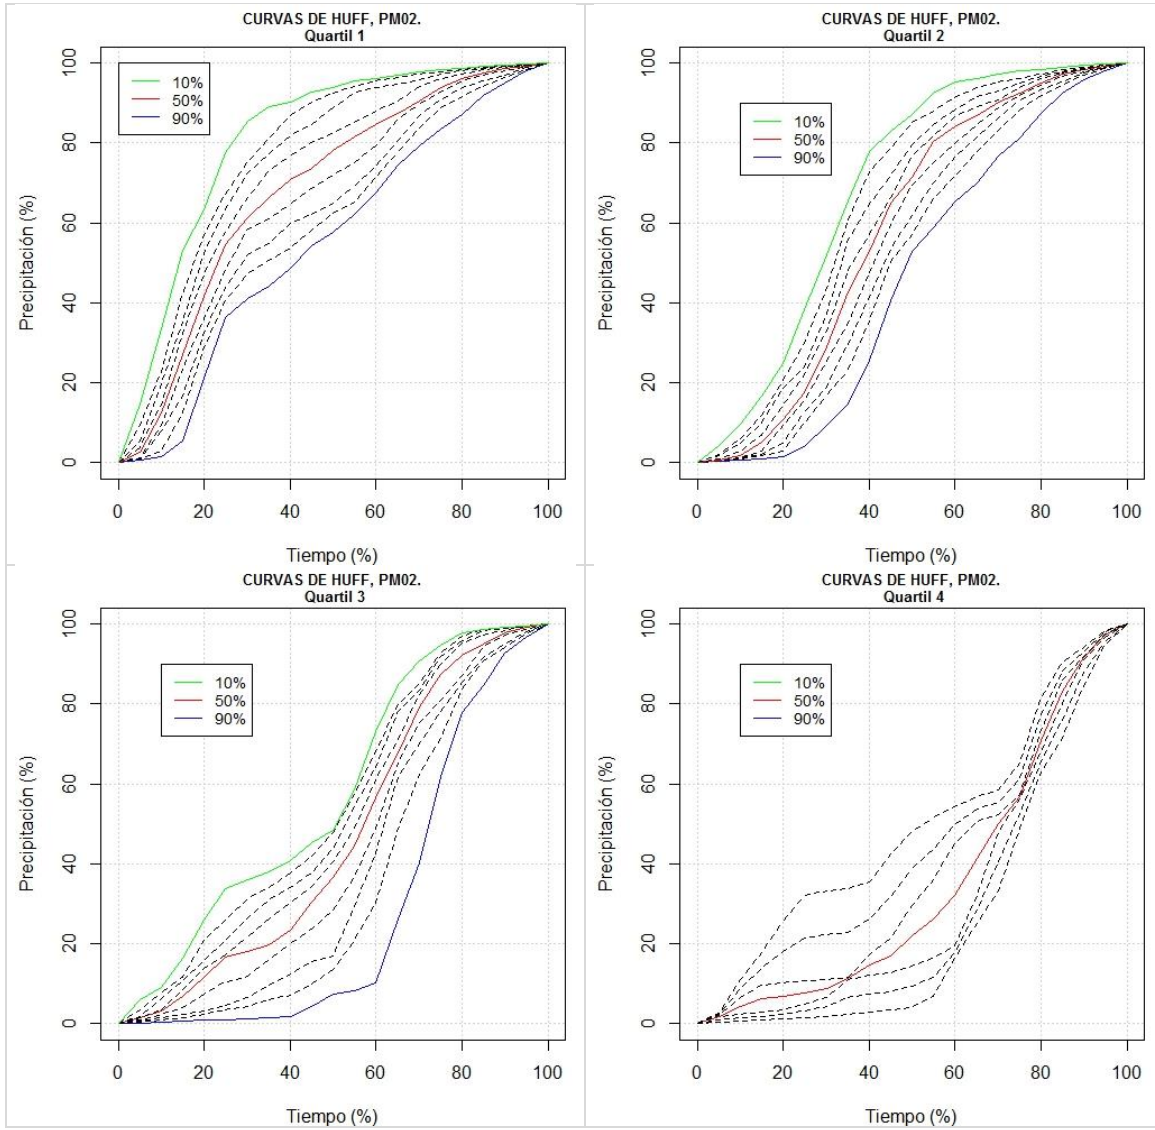 CURVAS DE HUFF, PM02.
Quartil 1
10%
50%
90%
Precipitación (%)
0 20 40 60 80 100
0 20 40 60 80 100
Tiempo (%)
CURVAS DE HUFF, PM02.
Quartil 2
10%
50%
90%
Precipitación (%)
0 20 40 60 80 100
0 20 40 60 80 100
Tiempo (%)
CURVAS DE HUFF, PM02.
Quartil 3
10%
50%
90%
Precipitación (%)
0 20 40 60 80 100
0 20 40 60 80 100
Tiempo (%)
CURVAS DE HUFF, PM02.
Quartil 4
10%
50%
90%
Precipitación (%)
0 20 40 60 80 100
0 20 40 60 80 100
Tiempo (%)